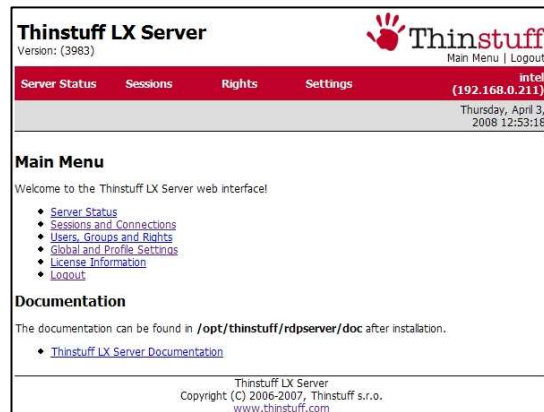 Thinstuff LX Server
Version: (3983)
Thinstuff
Main Menu | Logout
Server Status Sessions Rights Settings
intel
(192.168.0.211)
Thursday, April 3,
2008 12:53:18
Main Menu
Welcome to the Thinstuff LX Server web interface!
Server Status
Sessions and Connections
Users, Groups and Rights
Global and Profile Settings
License Information
Logout
Documentation
The documentation can be found in /opt/thinstuff/rdpserver/doc after installation.
Thinstuff LX Server Documentation
Thinstuff LX Server
Copyright (C) 2006-2007, Thinstuff s.r.o.
www.thinstuff.com